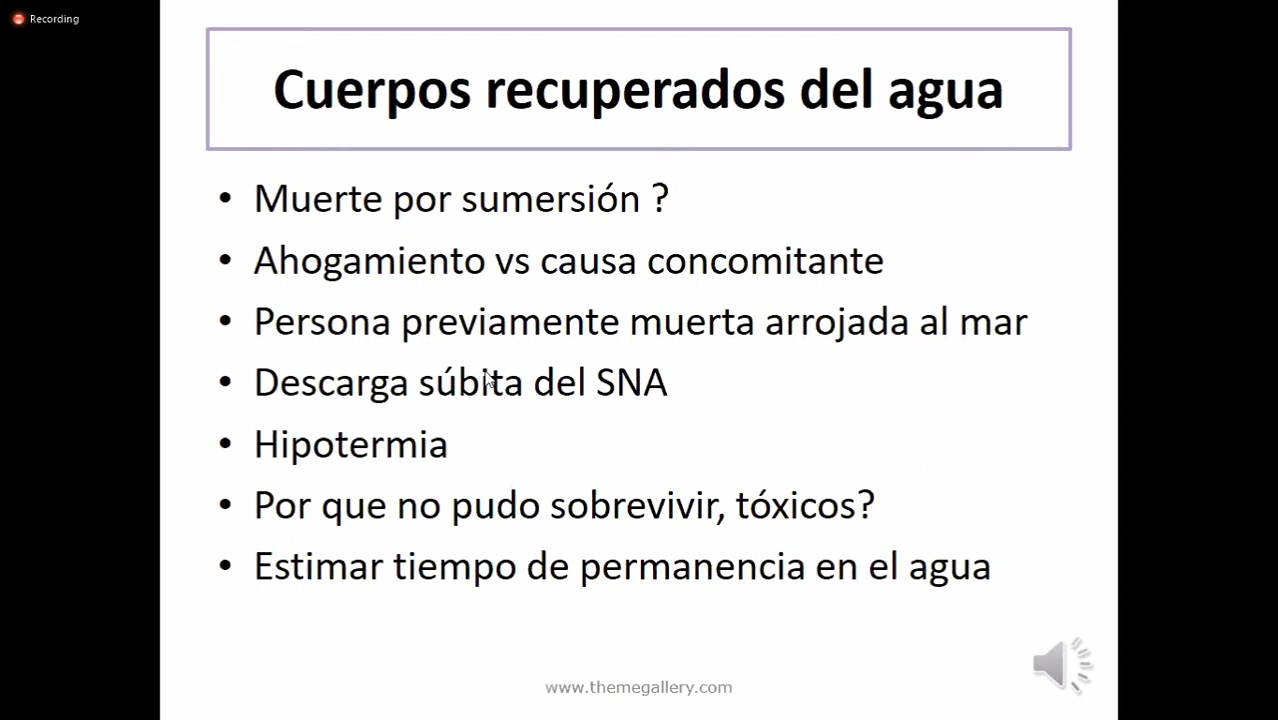 Recording
Cuerpos recuperados del agua
• Muerte por sumersión ?
• Ahogamiento vs causa concomitante
• Persona previamente muerta arrojada al mar
• Descarga súbita del SNA
• Hipotermia
• Por que no pudo sobrevivir, tóxicos?
• Estimar tiempo de permanencia en el agua
www.themegallery.com